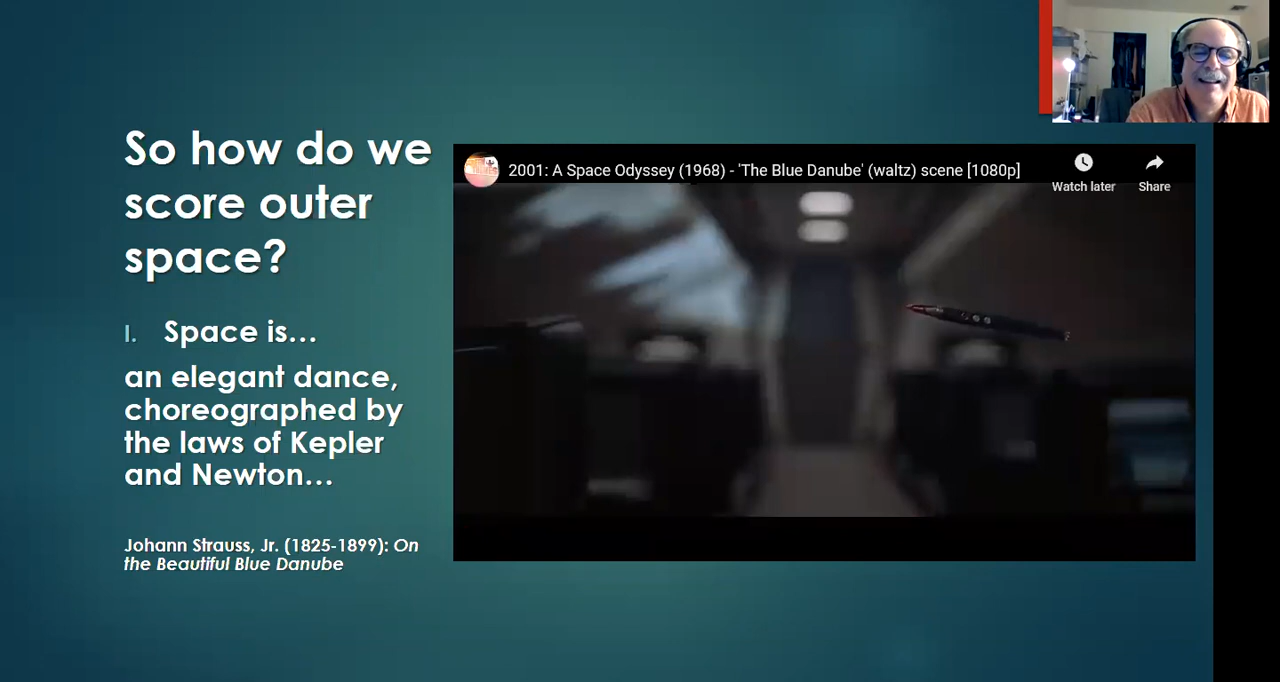 So how do we
score outer
space?
I. Space is...
an elegant dance,
choreographed by
the laws of Kepler
and Newton...
Johann Strauss, Jr. (1825-1899): On
the Beautiful Blue Danube
2001: A Space Odyssey (1968) - 'The Blue Danube' (waltz) scene [1080p]
Watch later
Share